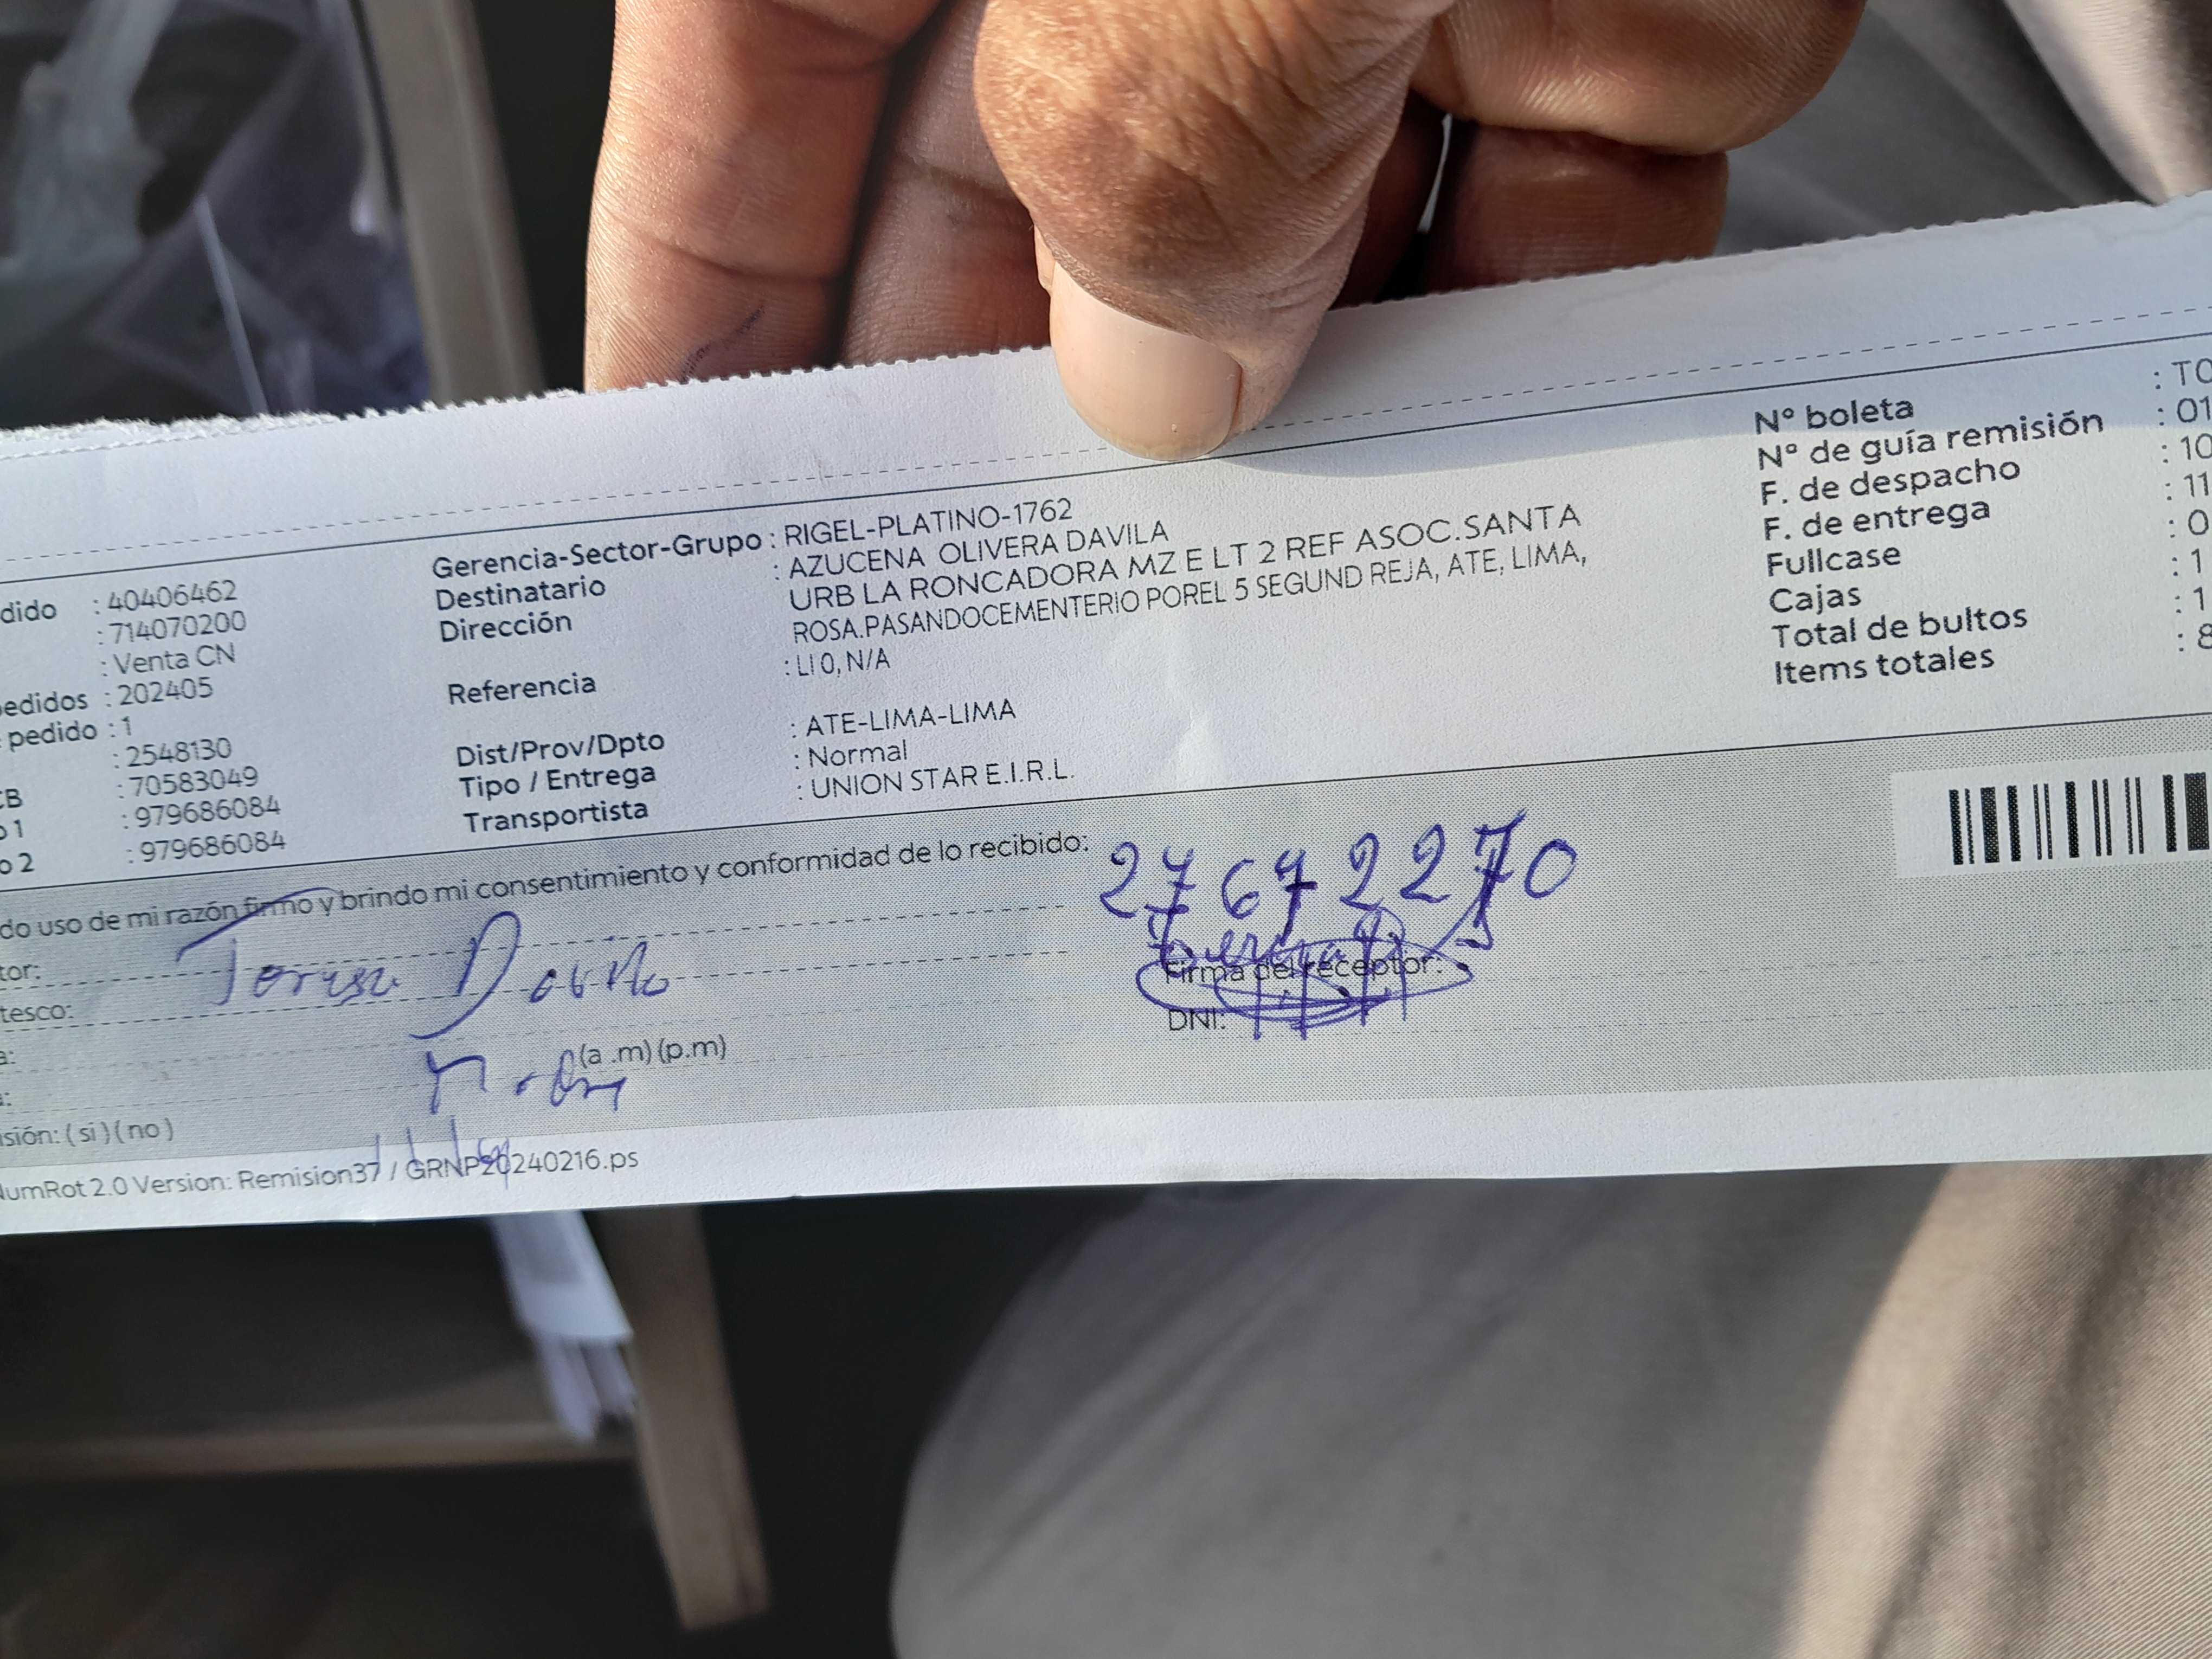 dido : 40406462
: 714070200
: Venta CN
edidos : 202405
pedido : 1
: 2548130
CB : 70583049
o 1 : 979686084
o 2 : 979686084
Gerencia-Sector-Grupo : RIGEL-PLATINO-1762
Destinatario : AZUCENA OLIVERA DAVILA
Dirección URB LA RONCADORA MZ E LT 2 REF ASOC.SANTA
ROSA.PASANDOCEMENTERIO POREL 5 SEGUND REJA, ATE, LIMA,
Referencia : LI 0, N/A
Dist/Prov/Dpto : ATE-LIMA-LIMA
Tipo / Entrega : Normal
Transportista : UNION STAR E.I.R.L.
Nº boleta : TO
Nº de guía remisión : 01
F. de despacho : 10
F. de entrega : 11
Fullcase : 0
Cajas : 1
Total de bultos : 1
Items totales : 8
do uso de mi razón firmo y brindo mi consentimiento y conformidad de lo recibido:
27672270
tor: Teresa Davila
Firma del receptor:
tesco:
DNI:
a: (a .m) (p.m)
a:
isión: ( si ) ( no )
NumRot 2.0 Version: Remision37 / GRNP20240216.ps